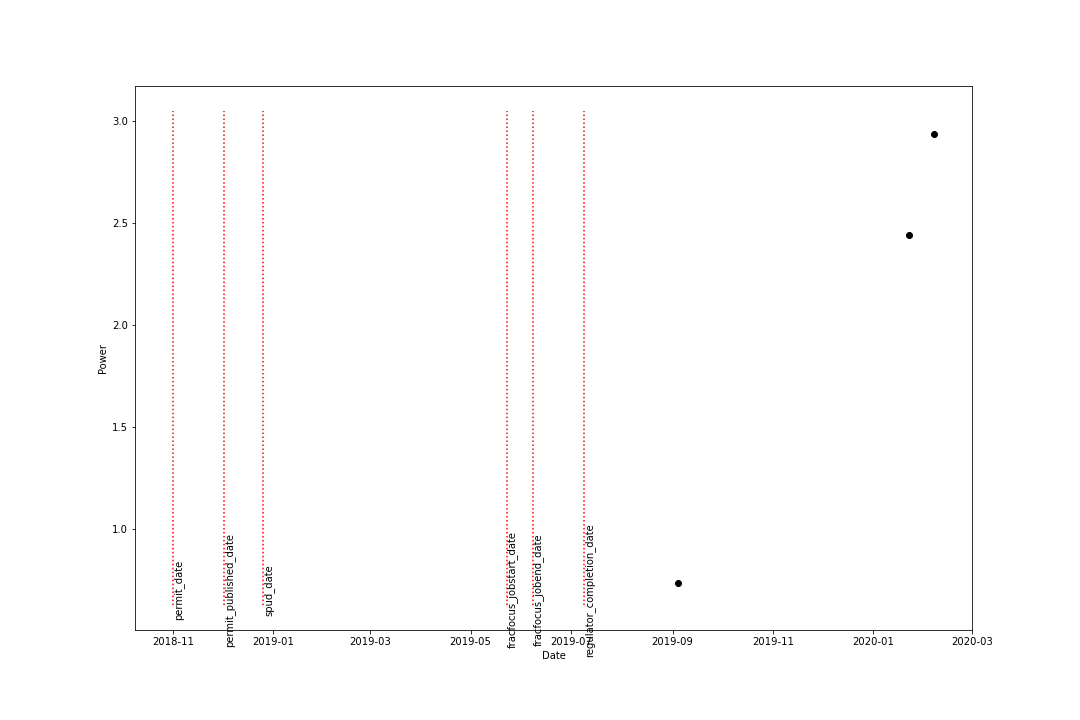 3.0
2.5
2.0
1.5
1.0
Power
permit_date
permit_published_date
spud_date
fracfocus_jobstart_date
fracfocus_jobend_date
regulator_completion_date
2018-11
2019-01
2019-03
2019-05
2019-07
2019-09
2019-11
2020-01
2020-03
Date